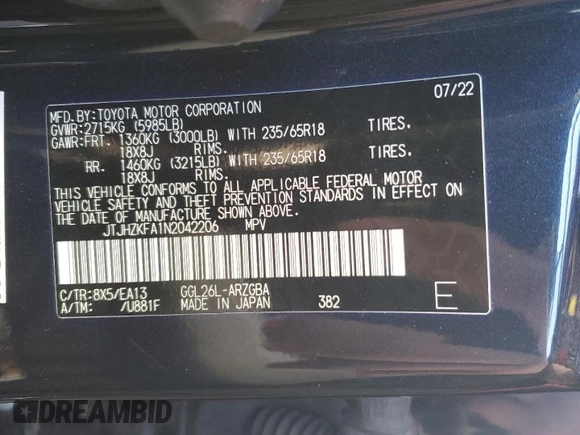 07/22
MFD.BY:TOYOTA MOTOR CORPORATION
GVWR:2715KG (5985LB)
GAWR:FRT. 1360KG (3000LB) WITH 235/65R18 TIRES.
18X8J RIMS.
RR. 1460KG (3215LB) WITH 235/65R18 TIRES.
18X8J RIMS.
THIS VEHICLE CONFORMS TO ALL APPLICABLE FEDERAL MOTOR
VEHICLE SAFETY AND THEFT PREVENTION STANDARDS IN EFFECT ON
THE DATE OF MANUFACTURE SHOWN ABOVE.
JTJHZKFA1N2042206 MPV
C/TR:8X5/EA13 GGL26L-ARZGBA
A/TM: /U881F MADE IN JAPAN 382 E
DREAMBID